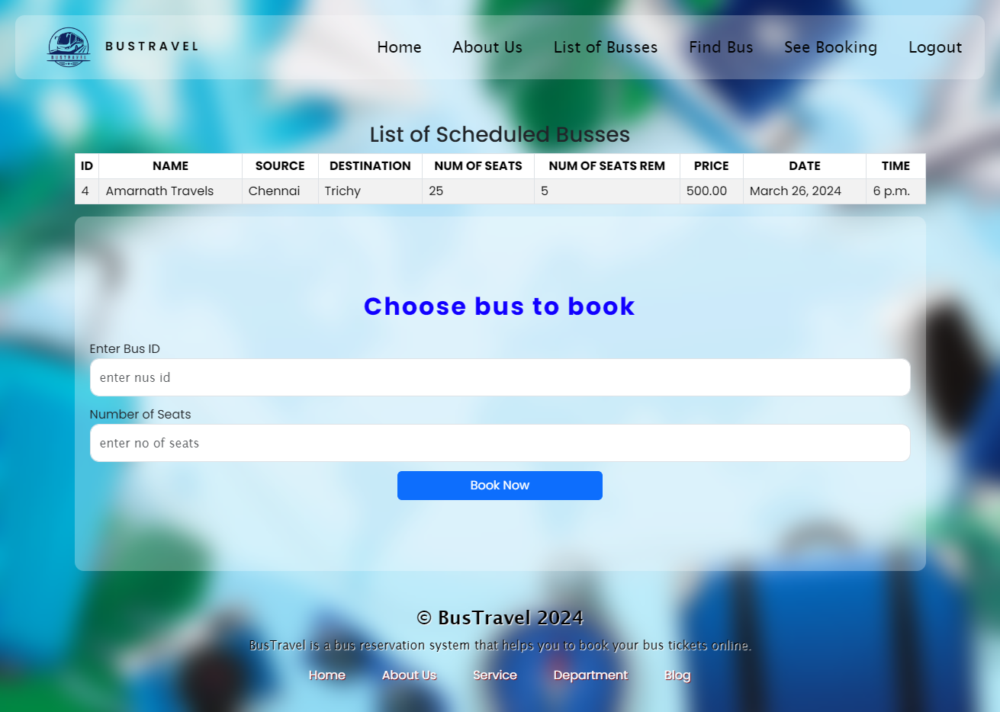 BUSTRAVEL
BUSTRAVEL Home About Us List of Busses Find Bus See Booking Logout
List of Scheduled Busses
ID NAME SOURCE DESTINATION NUM OF SEATS NUM OF SEATS REM PRICE DATE TIME
4 Amarnath Travels Chennai Trichy 25 5 500.00 March 26, 2024 6 p.m.
Choose bus to book
Enter Bus ID
enter nus id
Number of Seats
enter no of seats
Book Now
© BusTravel 2024
BusTravel is a bus reservation system that helps you to book your bus tickets online.
Home About Us Service Department Blog